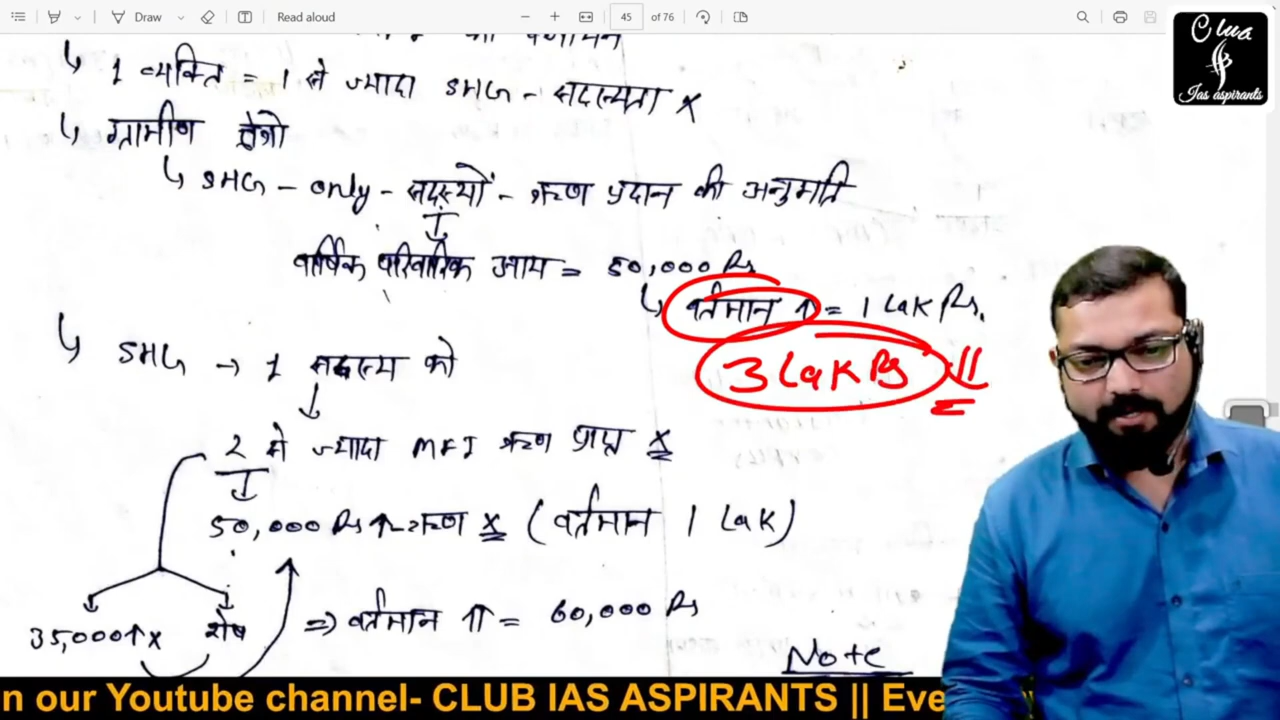 Draw
Read aloud
45 of 76
Clua
Ias aspirants
↳ 1 व्यक्ति = 1 से ज्यादा SHG - सदस्यता x
↳ ग्रामीण क्षेत्रो
↳ SHG - only - सदस्यों - ऋण प्रदान की अनुमति
वार्षिक पारिवारिक आय = 50,000 Rs
↳ वर्तमान ↑ = 1 Lak Rs.
3 Lak Rs
↳ SHG → 1 सदस्य को
2 से ज्यादा MFI ऋण प्राप्त x
50,000 Rs ↑ ऋण x (वर्तमान 1 Lak)
35,000 ↑ x शेष ⇒ वर्तमान ↑ = 60,000 Rs
Note
n our Youtube channel- CLUB IAS ASPIRANTS || Eve